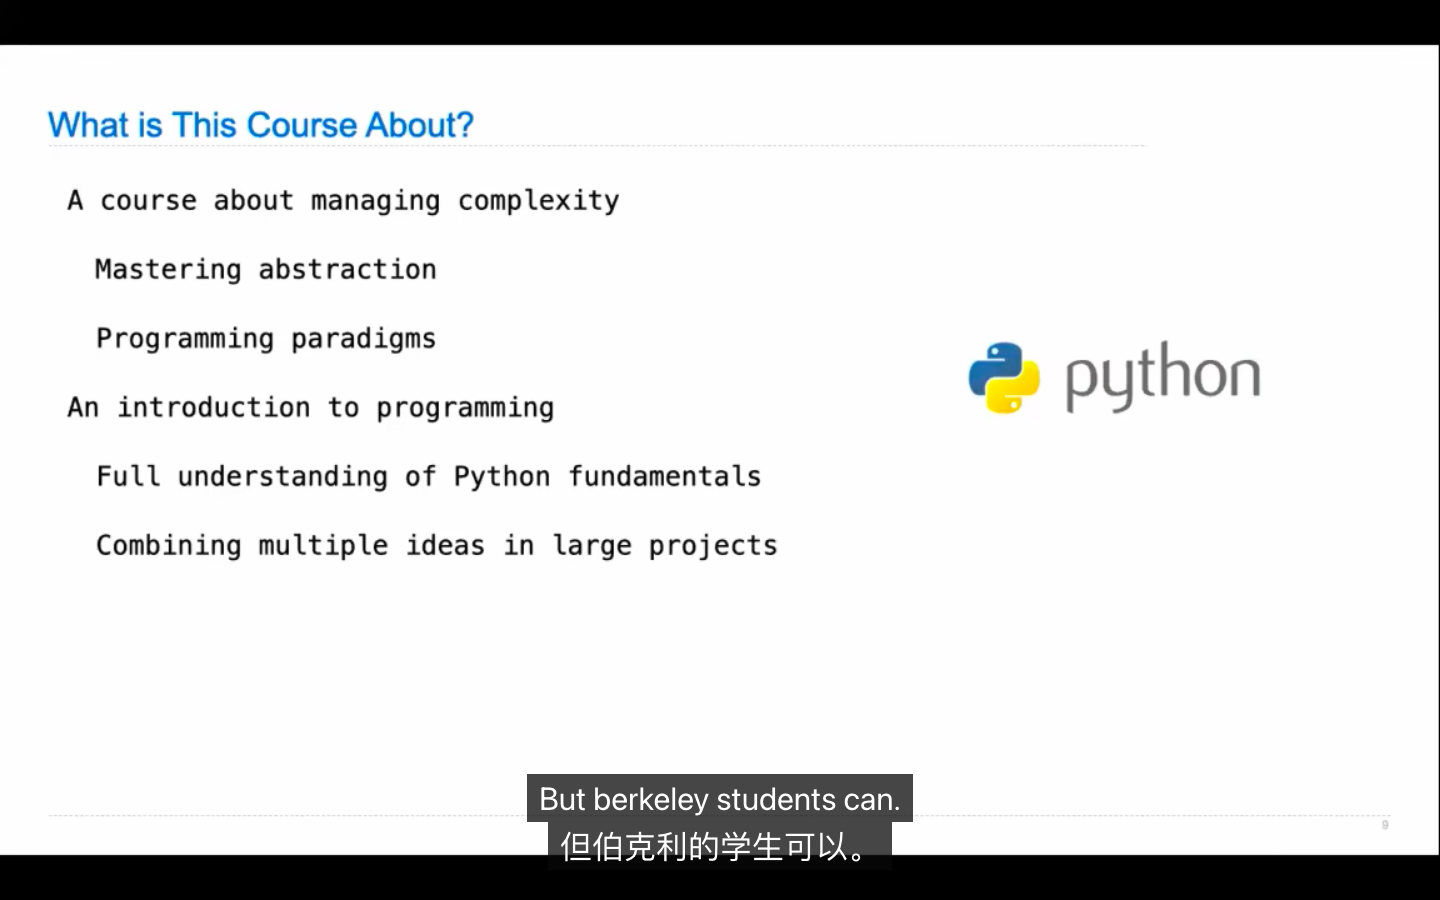 What is This Course About?
A course about managing complexity
Mastering abstraction
Programming paradigms
python
An introduction to programming
Full understanding of Python fundamentals
Combining multiple ideas in large projects
But berkeley students can.
但伯克利的学生可以。
9